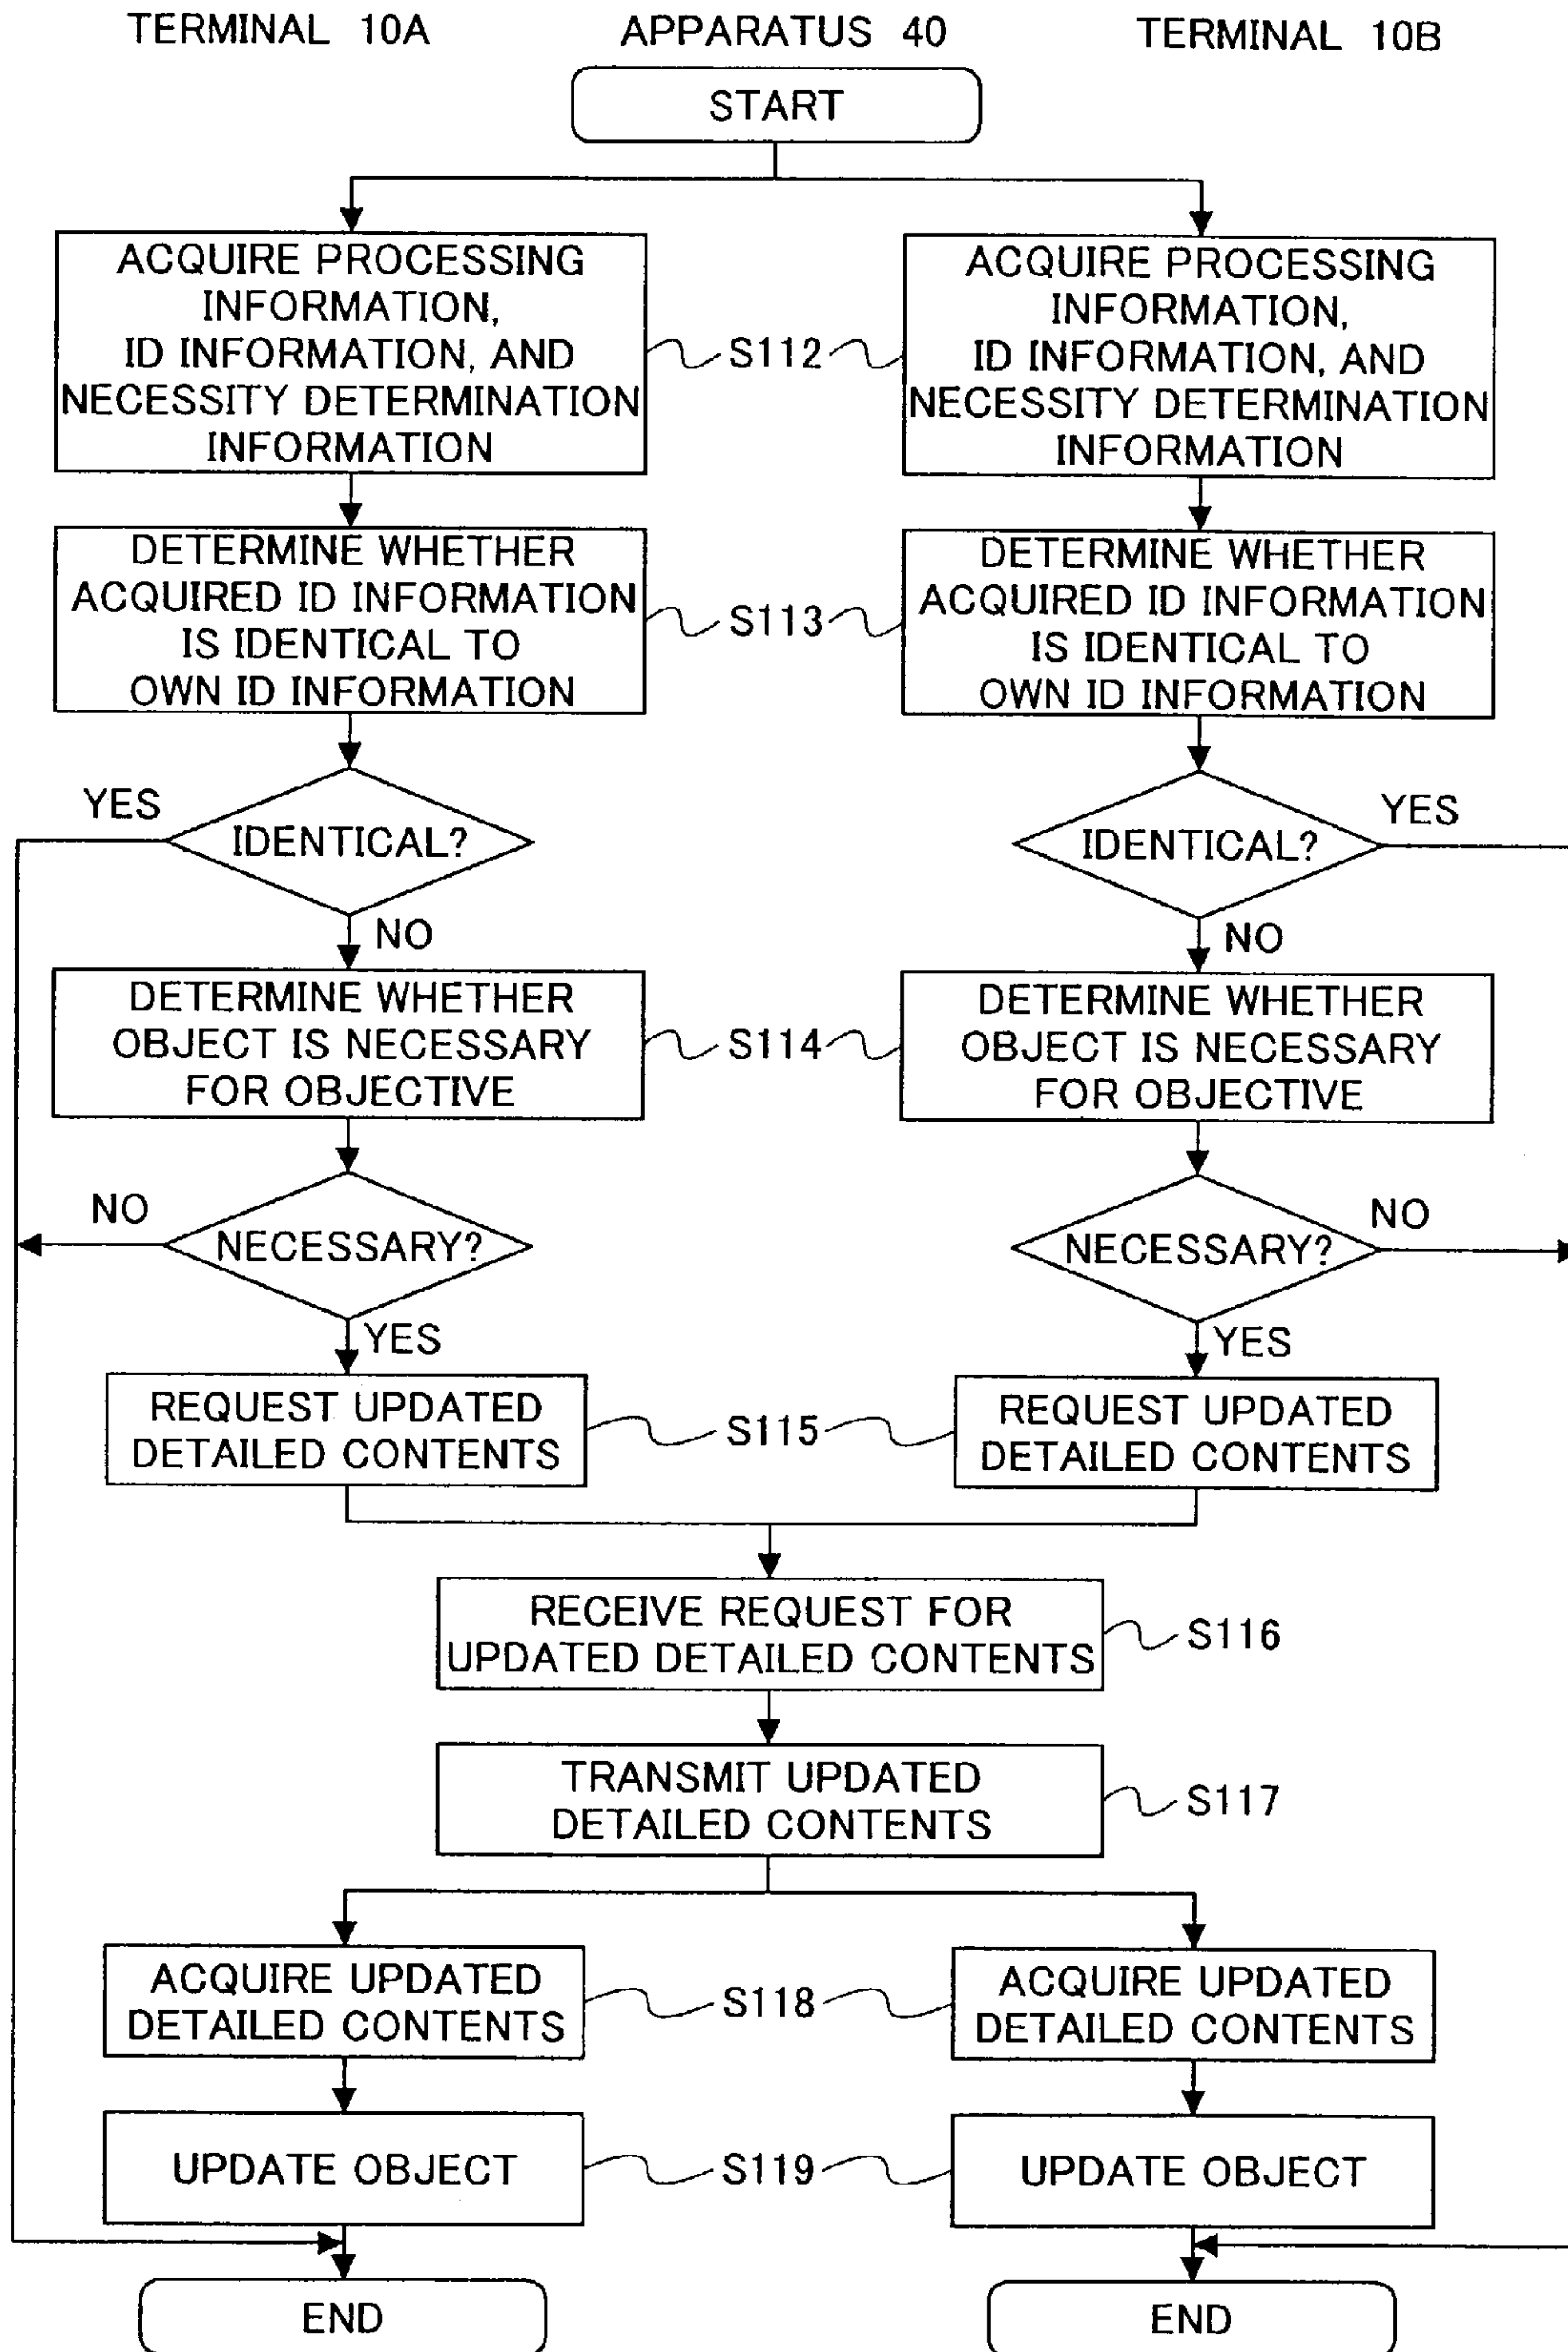 TERMINAL 10A
APPARATUS 40
TERMINAL 10B
START
ACQUIRE PROCESSING
INFORMATION,
ID INFORMATION, AND
NECESSITY DETERMINATION
INFORMATION
S112
ACQUIRE PROCESSING
INFORMATION,
ID INFORMATION, AND
NECESSITY DETERMINATION
INFORMATION
DETERMINE WHETHER
ACQUIRED ID INFORMATION
IS IDENTICAL TO
OWN ID INFORMATION
S113
DETERMINE WHETHER
ACQUIRED ID INFORMATION
IS IDENTICAL TO
OWN ID INFORMATION
YES
IDENTICAL?
NO
IDENTICAL?
YES
NO
DETERMINE WHETHER
OBJECT IS NECESSARY
FOR OBJECTIVE
S114
DETERMINE WHETHER
OBJECT IS NECESSARY
FOR OBJECTIVE
NO
NECESSARY?
YES
NECESSARY?
NO
YES
REQUEST UPDATED
DETAILED CONTENTS
S115
REQUEST UPDATED
DETAILED CONTENTS
RECEIVE REQUEST FOR
UPDATED DETAILED CONTENTS
S116
TRANSMIT UPDATED
DETAILED CONTENTS
S117
ACQUIRE UPDATED
DETAILED CONTENTS
S118
ACQUIRE UPDATED
DETAILED CONTENTS
UPDATE OBJECT
S119
UPDATE OBJECT
END
END